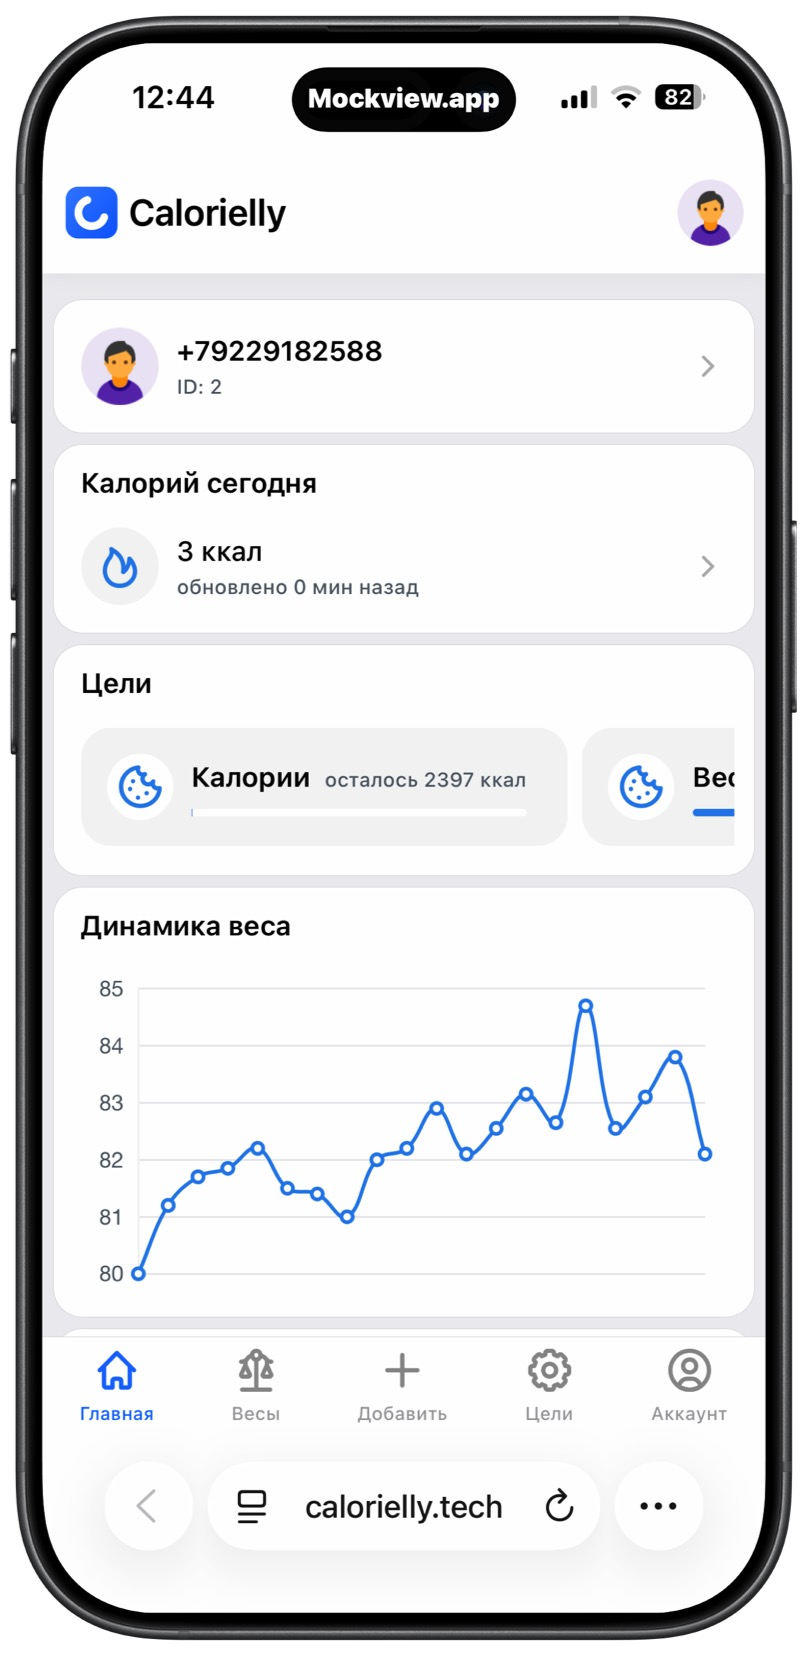 12:44
Mockview.app
82
Calorielly
+79229182588
ID: 2
Калорий сегодня
3 ккал
обновлено 0 мин назад
Цели
Калории осталось 2397 ккал
Вес
Динамика веса
85
84
83
82
81
80
Главная
Весы
Добавить
Цели
Аккаунт
calorielly.tech